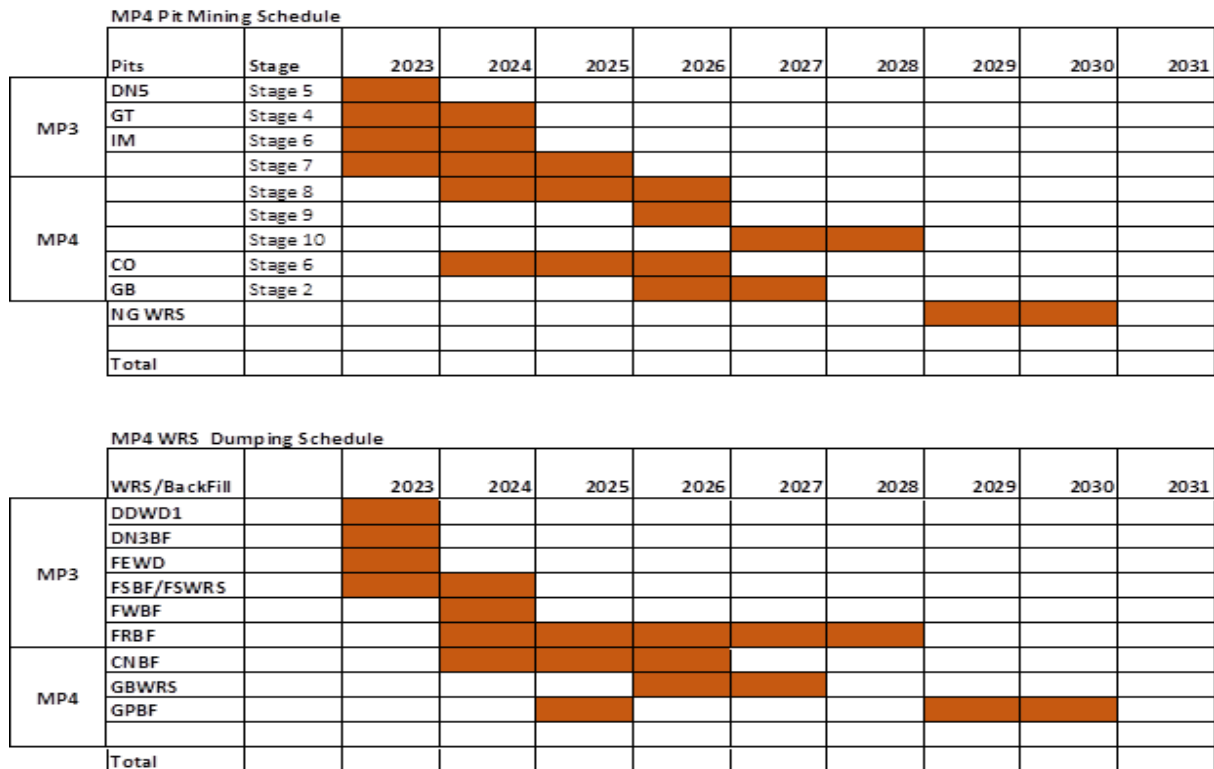 MP4 Pit Mining Schedule
Pits Stage 2023 2024 2025 2026 2027 2028 2029 2030 2031
MP3
DN5 Stage 5
GT Stage 4
IM Stage 6
Stage 7
MP4
Stage 8
Stage 9
Stage 10
CO Stage 6
GB Stage 2
NG WRS
Total
MP4 WRS Dumping Schedule
WRS/BackFill 2023 2024 2025 2026 2027 2028 2029 2030 2031
MP3
DDWD1
DN3BF
FEWD
FSBF/FSWRS
FWBF
FRBF
MP4
CNBF
GBWRS
GPBF
Total